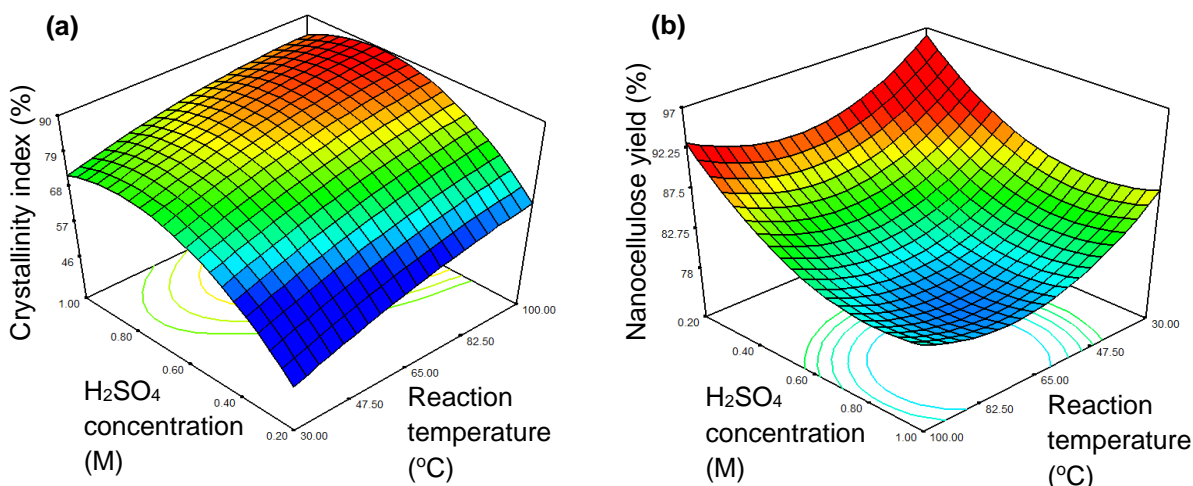 (a)
Crystallinity index (%)
90
79
68
57
46
1.00
0.80
0.60
0.40
0.20
30.00
47.50
65.00
82.50
100.00
H₂SO₄
concentration
(M)
Reaction
temperature
(°C)
(b)
Nanocellulose yield (%)
97
92.25
87.5
82.75
78
0.20
0.40
0.60
0.80
1.00
100.00
82.50
65.00
47.50
30.00
H₂SO₄
concentration
(M)
Reaction
temperature
(°C)